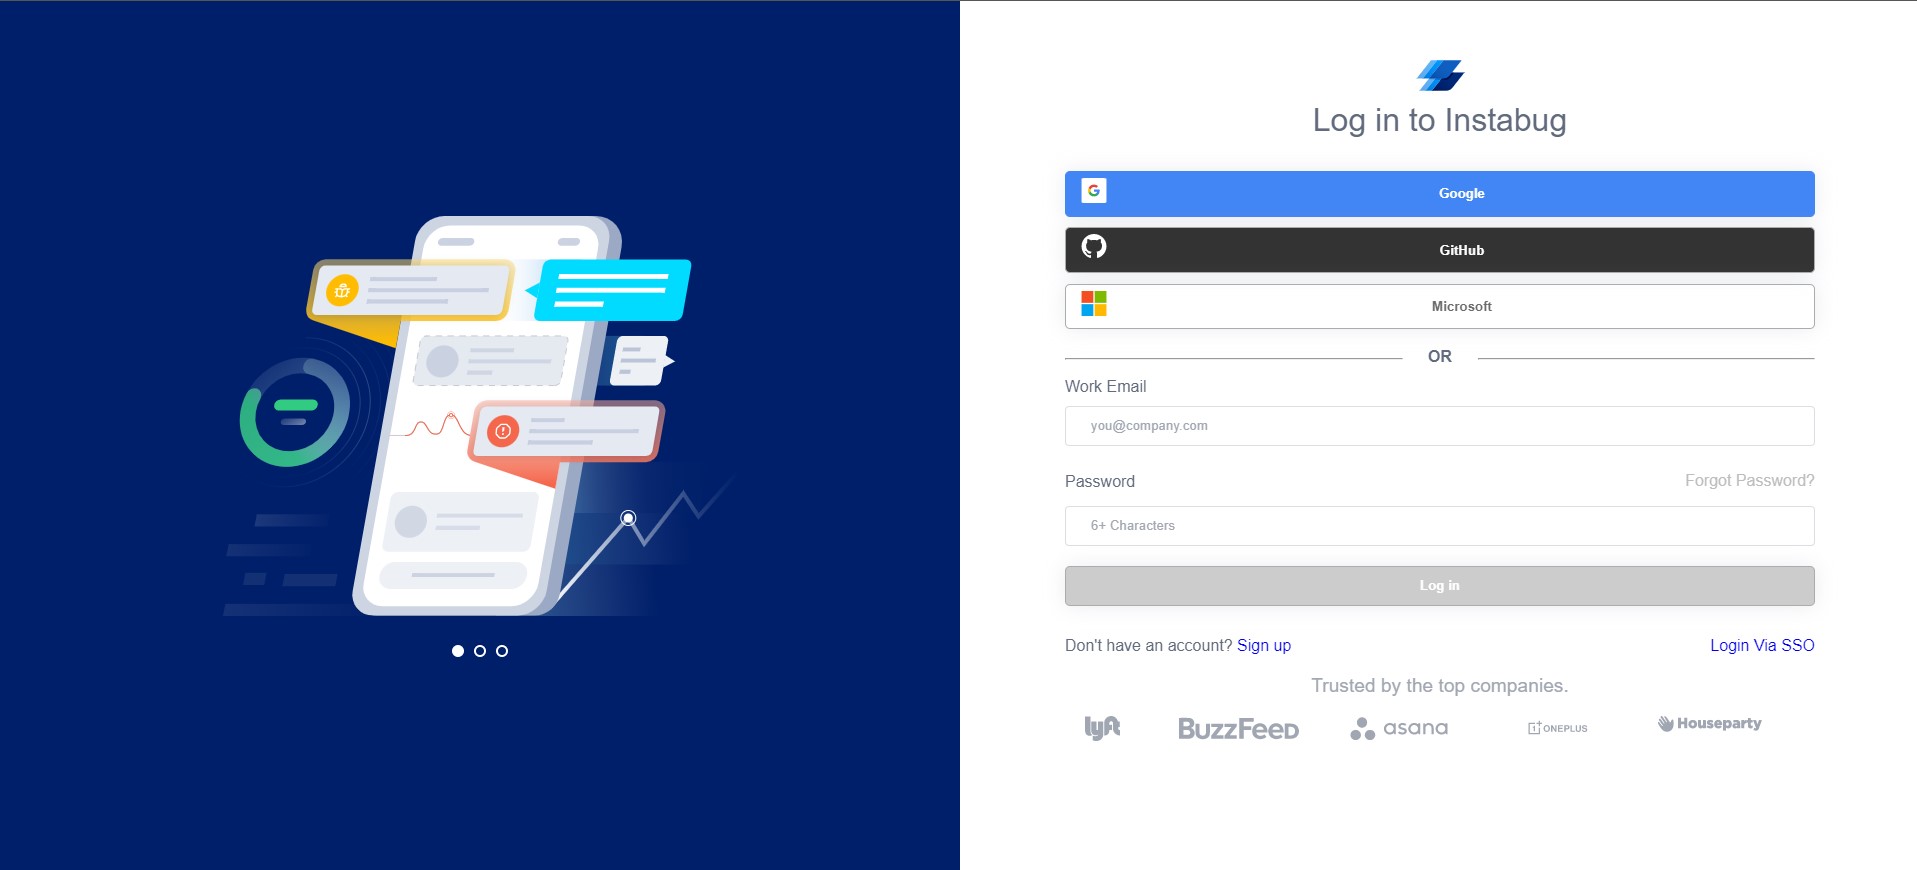 Log in to Instabug
Google
GitHub
Microsoft
OR
Work Email
you@company.com
Password
Forgot Password?
6+ Characters
Log in
Don't have an account? Sign up
Login Via SSO
Trusted by the top companies.
lyft
BuzzFeed
asana
1+ ONEPLUS
Houseparty